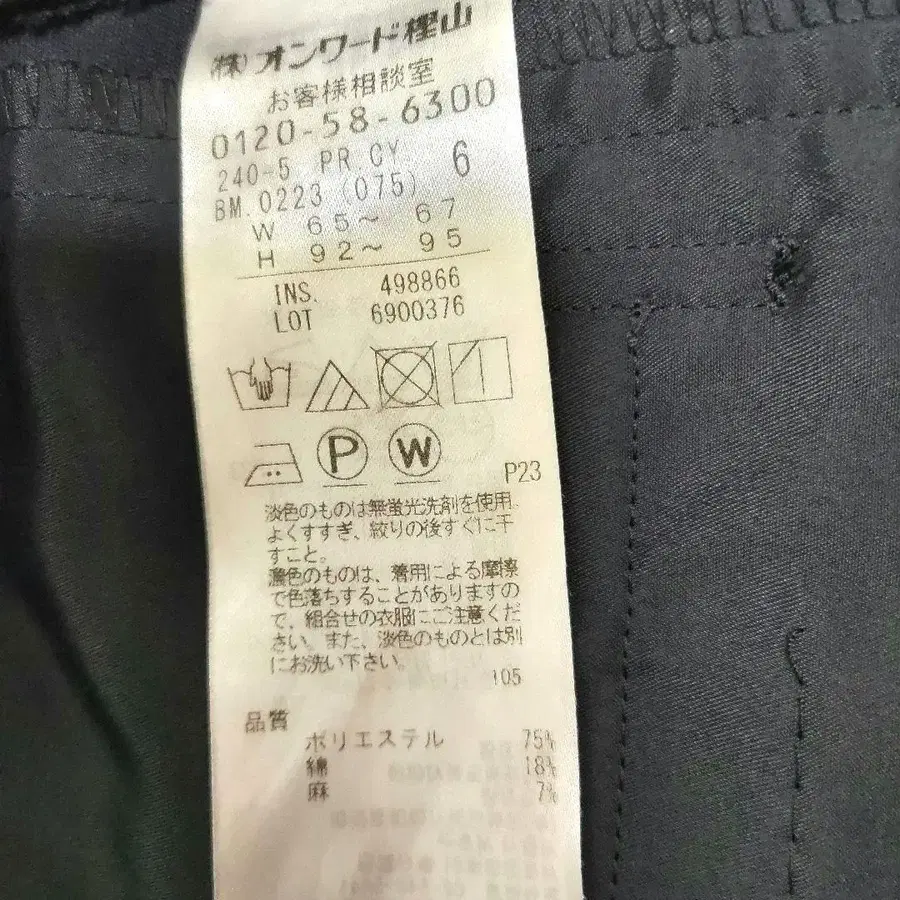 (株)オンワード樫山
お客様相談室
0120-58-6300
240-5 PR.CY 6
BM.0223 (075)
W 65～ 67
H 92～ 95
INS. 498866
LOT 6900376
P W P23
淡色のものは無蛍光洗剤を使用。
よくすすぎ、絞りの後すぐに干
すこと。
濃色のものは、着用による摩擦
で色落ちすることがありますの
で、組合せの衣服にご注意くだ
さい。また、淡色のものとは別
にお洗い下さい。
105
品質
ポリエステル 75%
綿 18%
麻 7%